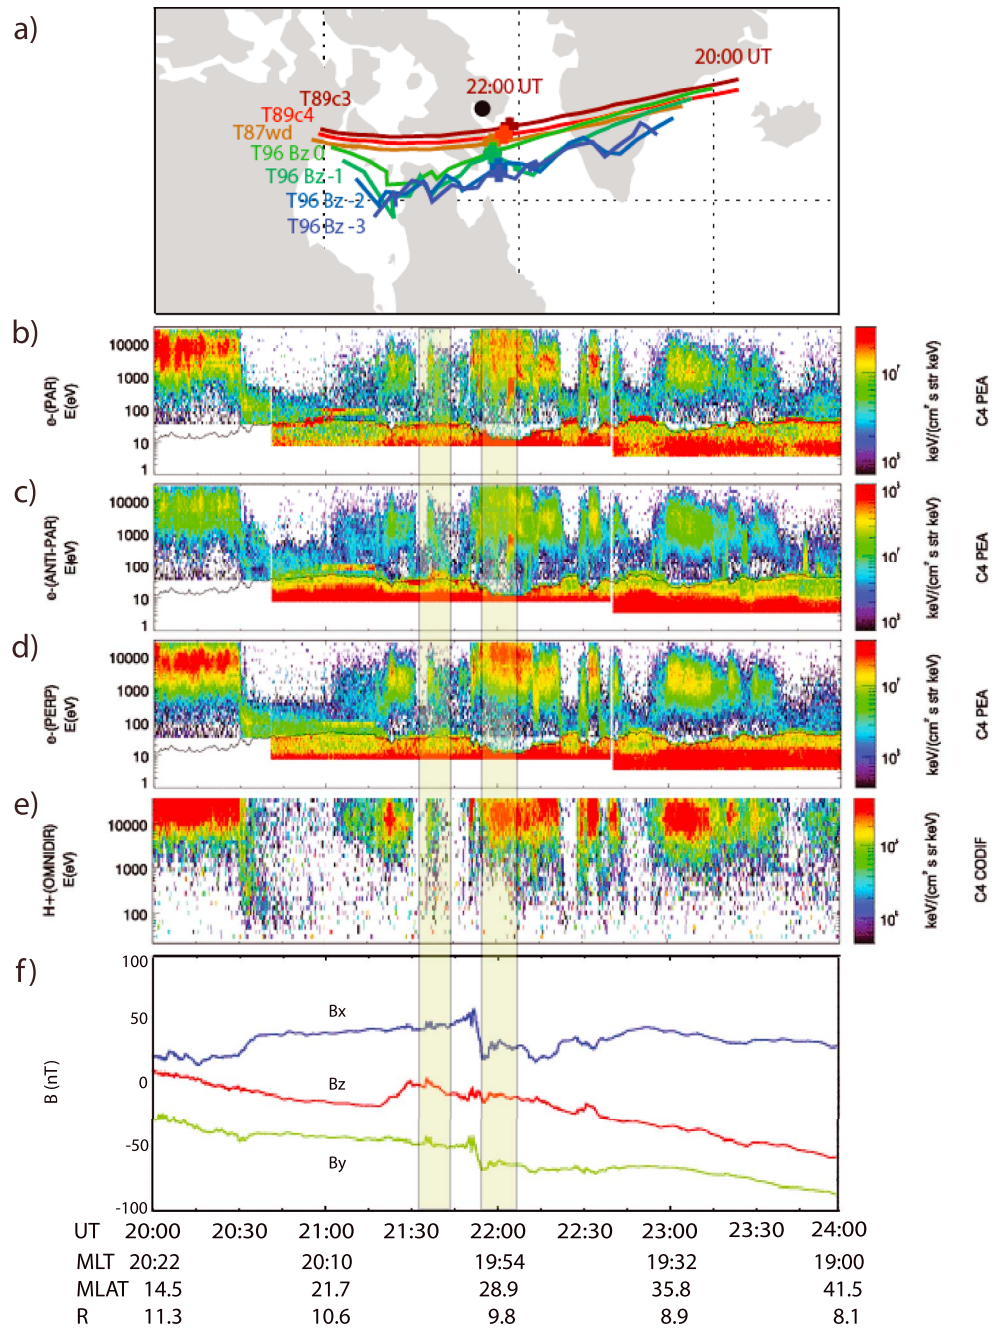 a)
20:00 UT
22:00 UT
T89c3
T89c4
T87wd
T96 Bz 0
T96 Bz -1
T96 Bz -2
T96 Bz -3
b)
e-(PAR)
E(eV)
10000
1000
100
10
1
10⁷
keV/(cm² s str keV)
C4 PEA
c)
e-(ANTI-PAR)
E(eV)
10000
1000
100
10
1
10⁷
keV/(cm² s str keV)
C4 PEA
d)
e-(PERP)
E(eV)
10000
1000
100
10
1
10⁷
keV/(cm² s str keV)
C4 PEA
e)
H+(OMNIDIR)
E(eV)
10000
1000
100
keV/(cm² s sr keV)
C4 CODIF
f)
B (nT)
100
50
0
-50
-100
Bx
Bz
By
UT 20:00 20:30 21:00 21:30 22:00 22:30 23:00 23:30 24:00
MLT 20:22 20:10 19:54 19:32 19:00
MLAT 14.5 21.7 28.9 35.8 41.5
R 11.3 10.6 9.8 8.9 8.1